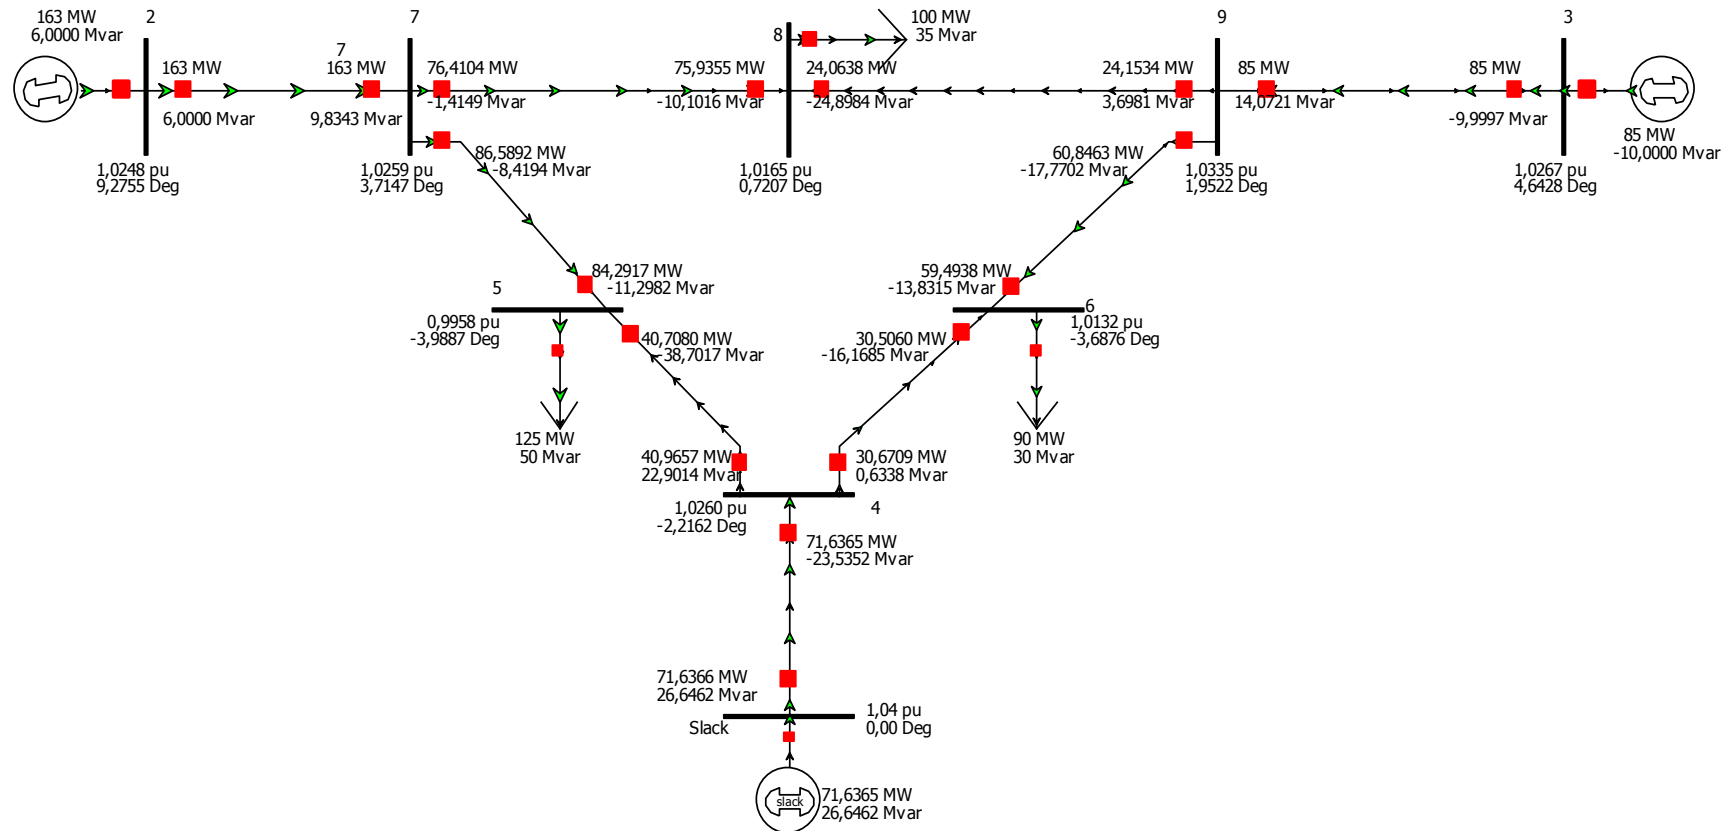 163 MW
6,0000 Mvar
2
163 MW
6,0000 Mvar
1,0248 pu
9,2755 Deg
7
7
163 MW
9,8343 Mvar
76,4104 MW
-1,4149 Mvar
86,5892 MW
-8,4194 Mvar
1,0259 pu
3,7147 Deg
8
100 MW
35 Mvar
75,9355 MW
-10,1016 Mvar
24,0638 MW
-24,8984 Mvar
1,0165 pu
0,7207 Deg
9
24,1534 MW
3,6981 Mvar
85 MW
14,0721 Mvar
60,8463 MW
-17,7702 Mvar
1,0335 pu
1,9522 Deg
3
85 MW
-9,9997 Mvar
1,0267 pu
4,6428 Deg
85 MW
-10,0000 Mvar
84,2917 MW
-11,2982 Mvar
5
0,9958 pu
-3,9887 Deg
40,7080 MW
-38,7017 Mvar
125 MW
50 Mvar
59,4938 MW
-13,8315 Mvar
6
1,0132 pu
-3,6876 Deg
30,5060 MW
-16,1685 Mvar
90 MW
30 Mvar
40,9657 MW
22,9014 Mvar
30,6709 MW
0,6338 Mvar
1,0260 pu
-2,2162 Deg
4
71,6365 MW
-23,5352 Mvar
71,6366 MW
26,6462 Mvar
Slack
1,04 pu
0,00 Deg
slack
71,6365 MW
26,6462 Mvar